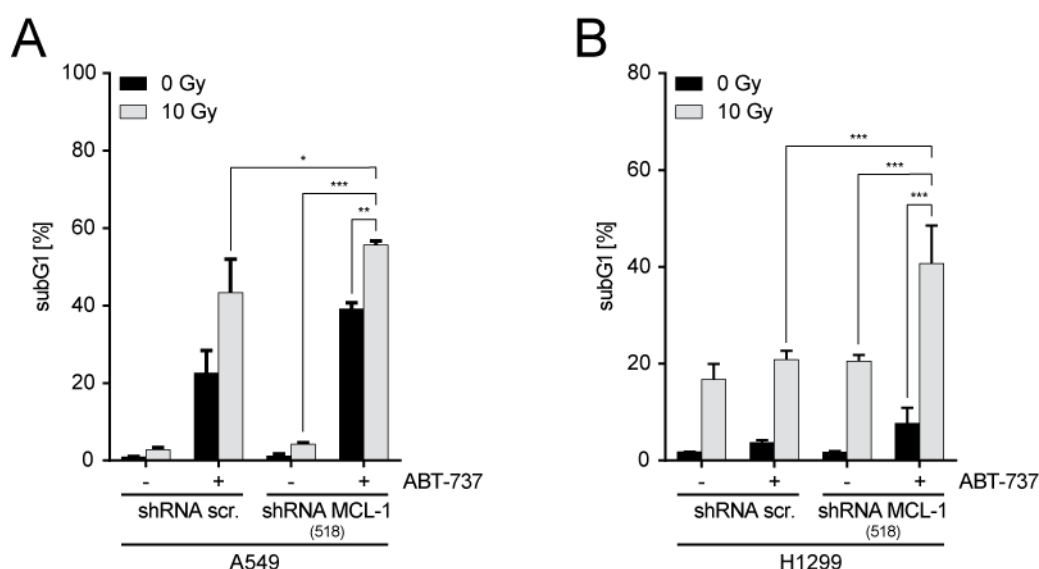 A
100
80
60
40
20
0
subG1 [%]
0 Gy
10 Gy
*
***
**
- + - + ABT-737
shRNA scr. shRNA MCL-1
(518)
A549
B
80
60
40
20
0
subG1 [%]
0 Gy
10 Gy
***
***
***
- + - + ABT-737
shRNA scr. shRNA MCL-1
(518)
H1299